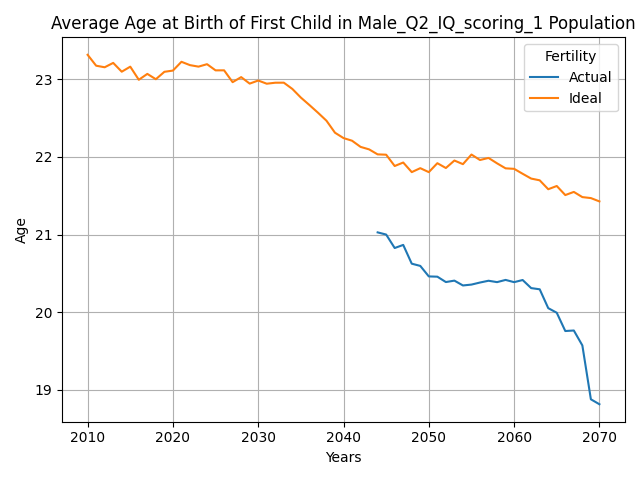 Average Age at Birth of First Child in Male_Q2_IQ_scoring_1 Population
Fertility
Actual
Ideal
23
22
21
20
19
Age
2010 2020 2030 2040 2050 2060 2070
Years